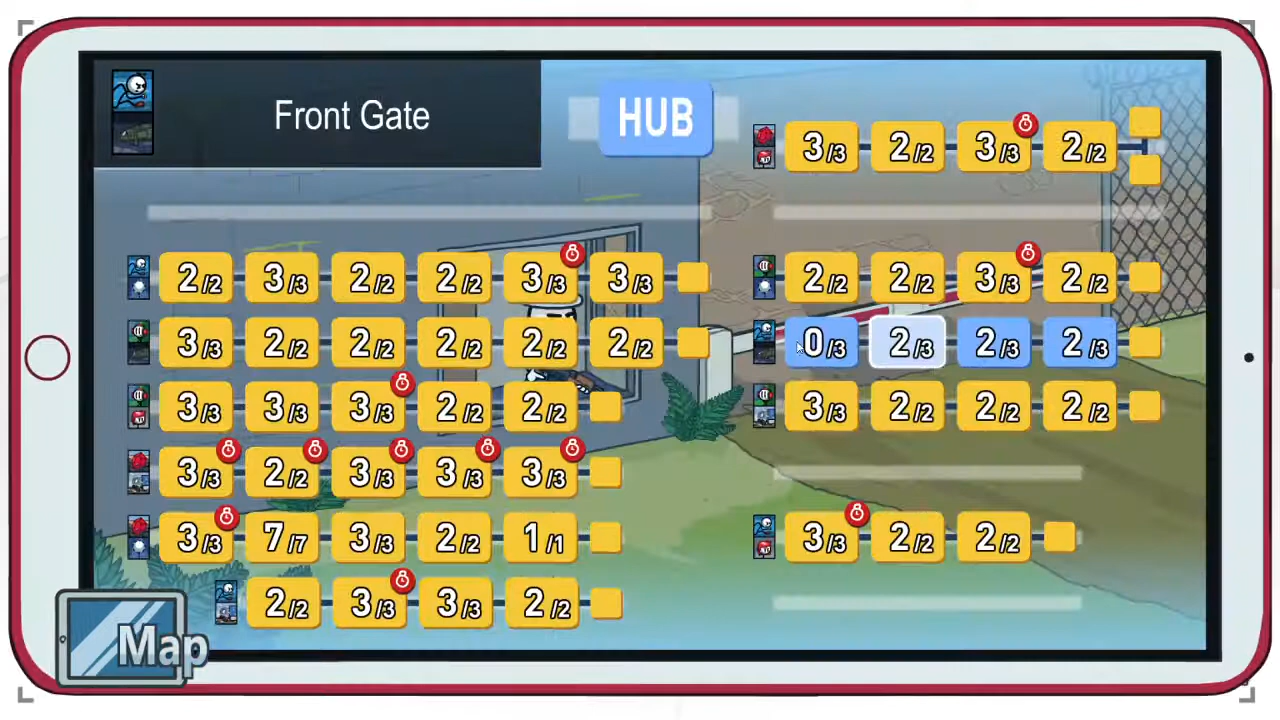 Front Gate
HUB
3/3 2/2 3/3 2/2
2/2 3/3 2/2 2/2 3/3 3/3
3/3 2/2 2/2 2/2 2/2 2/2
3/3 3/3 3/3 2/2 2/2
3/3 2/2 3/3 3/3 3/3
3/3 7/7 3/3 2/2 1/1
2/2 3/3 3/3 2/2
2/2 2/2 3/3 2/2
0/3 2/3 2/3 2/3
3/3 2/2 2/2 2/2
3/3 2/2 2/2
Map